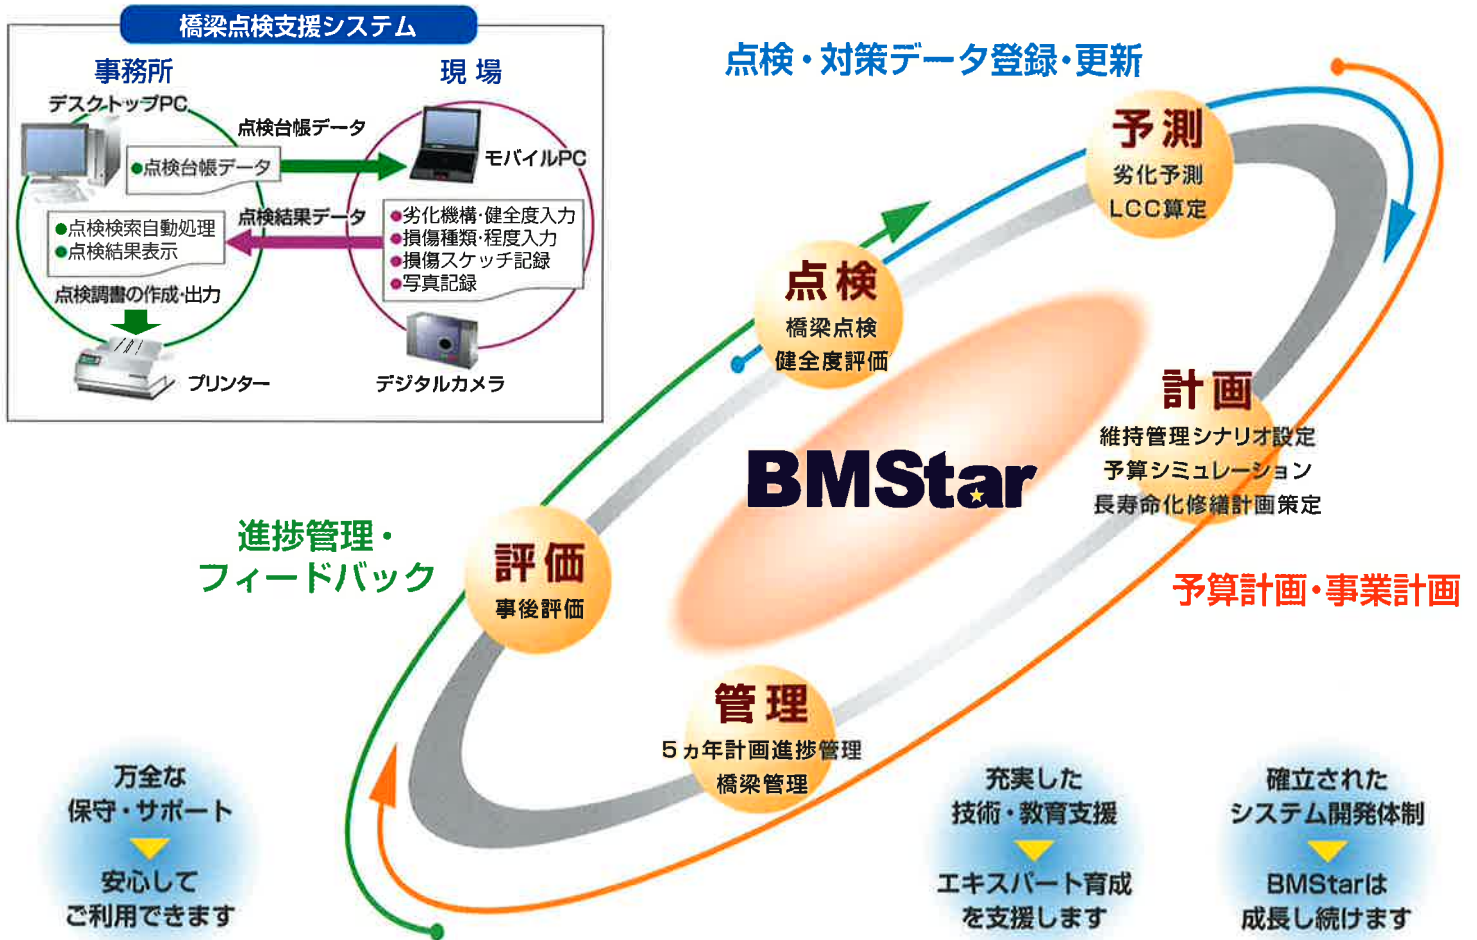 橋梁点検支援システム
事務所
現場
デスクトップPC
点検台帳データ
モバイルPC
●点検台帳データ
点検結果データ
●点検検索自動処理
●点検結果表示
●劣化機構・健全度入力
●損傷種類・程度入力
●損傷スケッチ記録
●写真記録
点検調書の作成・出力
プリンター
デジタルカメラ
点検・対策データ登録・更新
予測
劣化予測
LCC算定
点検
橋梁点検
健全度評価
計画
維持管理シナリオ設定
予算シミュレーション
長寿命化修繕計画策定
BMStar
進捗管理・
フィードバック
評価
事後評価
予算計画・事業計画
管理
5ヵ年計画進捗管理
橋梁管理
万全な
保守・サポート
安心して
ご利用できます
充実した
技術・教育支援
エキスパート育成
を支援します
確立された
システム開発体制
BMStarは
成長し続けます